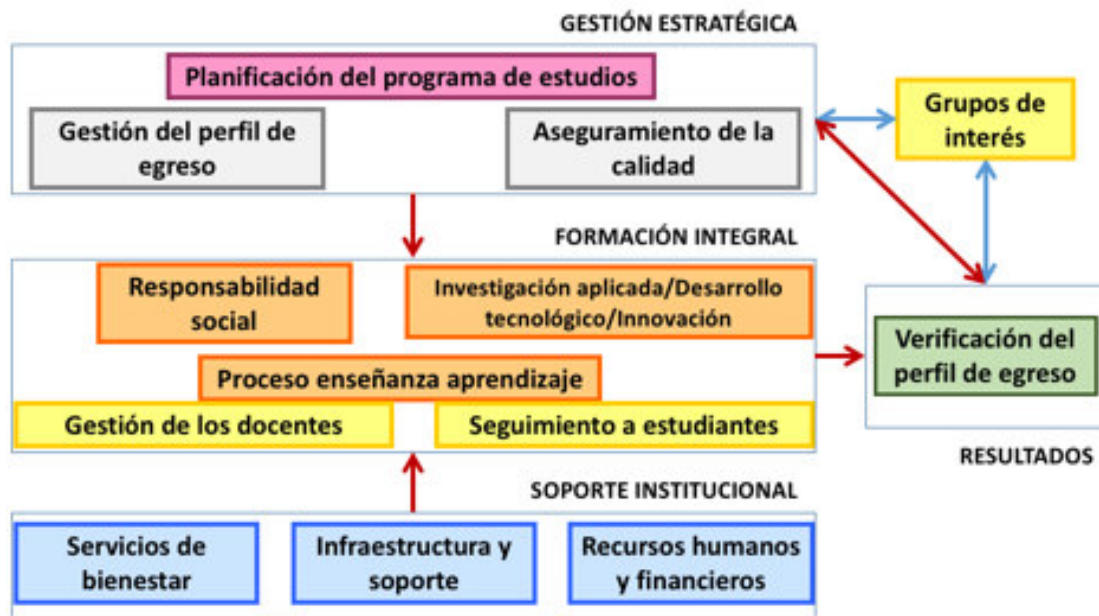 GESTIÓN ESTRATÉGICA
Planificación del programa de estudios
Gestión del perfil de
egreso
Aseguramiento de la
calidad
Grupos de
interés
FORMACIÓN INTEGRAL
Responsabilidad
social
Investigación aplicada/Desarrollo
tecnológico/Innovación
Proceso enseñanza aprendizaje
Gestión de los docentes
Seguimiento a estudiantes
Verificación del
perfil de egreso
RESULTADOS
SOPORTE INSTITUCIONAL
Servicios de
bienestar
Infraestructura y
soporte
Recursos humanos
y financieros